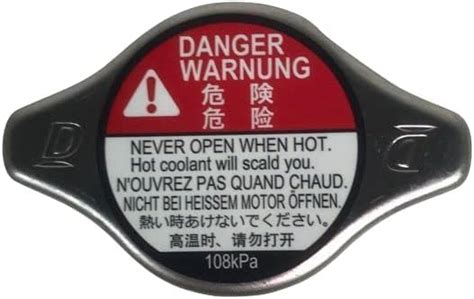 DANGER
WARNUNG
危険
危险
NEVER OPEN WHEN HOT.
Hot coolant will scald you.
N'OUVREZ PAS QUAND CHAUD.
NICHT BEI HEISSEM MOTOR ÖFFNEN.
熱い時あけないでください。
高温时、请勿打开
108kPa
D
D